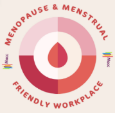 MENOPAUSE & MENSTRUAL
FRIENDLY WORKPLACE